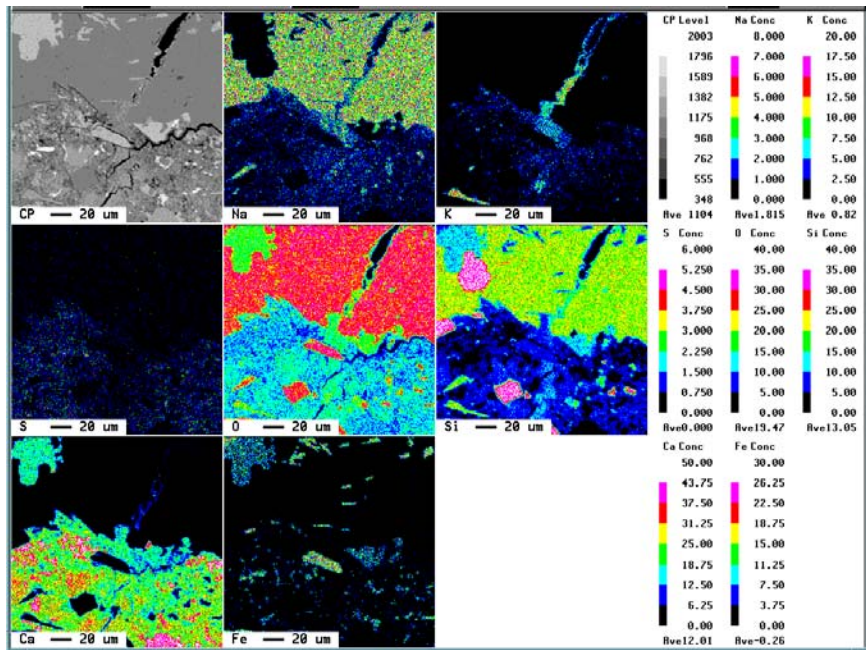 CP 20 um
Na 20 um
K 20 um
S 20 um
O 20 um
Si 20 um
Ca 20 um
Fe 20 um
CP Level Na Conc K Conc
2003 8.000 20.00
1796 7.000 17.50
1589 6.000 15.00
1382 5.000 12.50
1175 4.000 10.00
968 3.000 7.50
762 2.000 5.00
555 1.000 2.50
348 0.000 0.00
Ave 1104 Ave1.815 Ave 0.82
S Conc O Conc Si Conc
6.000 40.00 40.00
5.250 35.00 35.00
4.500 30.00 30.00
3.750 25.00 25.00
3.000 20.00 20.00
2.250 15.00 15.00
1.500 10.00 10.00
0.750 5.00 5.00
0.000 0.00 0.00
Ave0.000 Ave19.47 Ave13.05
Ca Conc Fe Conc
50.00 30.00
43.75 26.25
37.50 22.50
31.25 18.75
25.00 15.00
18.75 11.25
12.50 7.50
6.25 3.75
0.00 0.00
Ave12.01 Ave-0.26